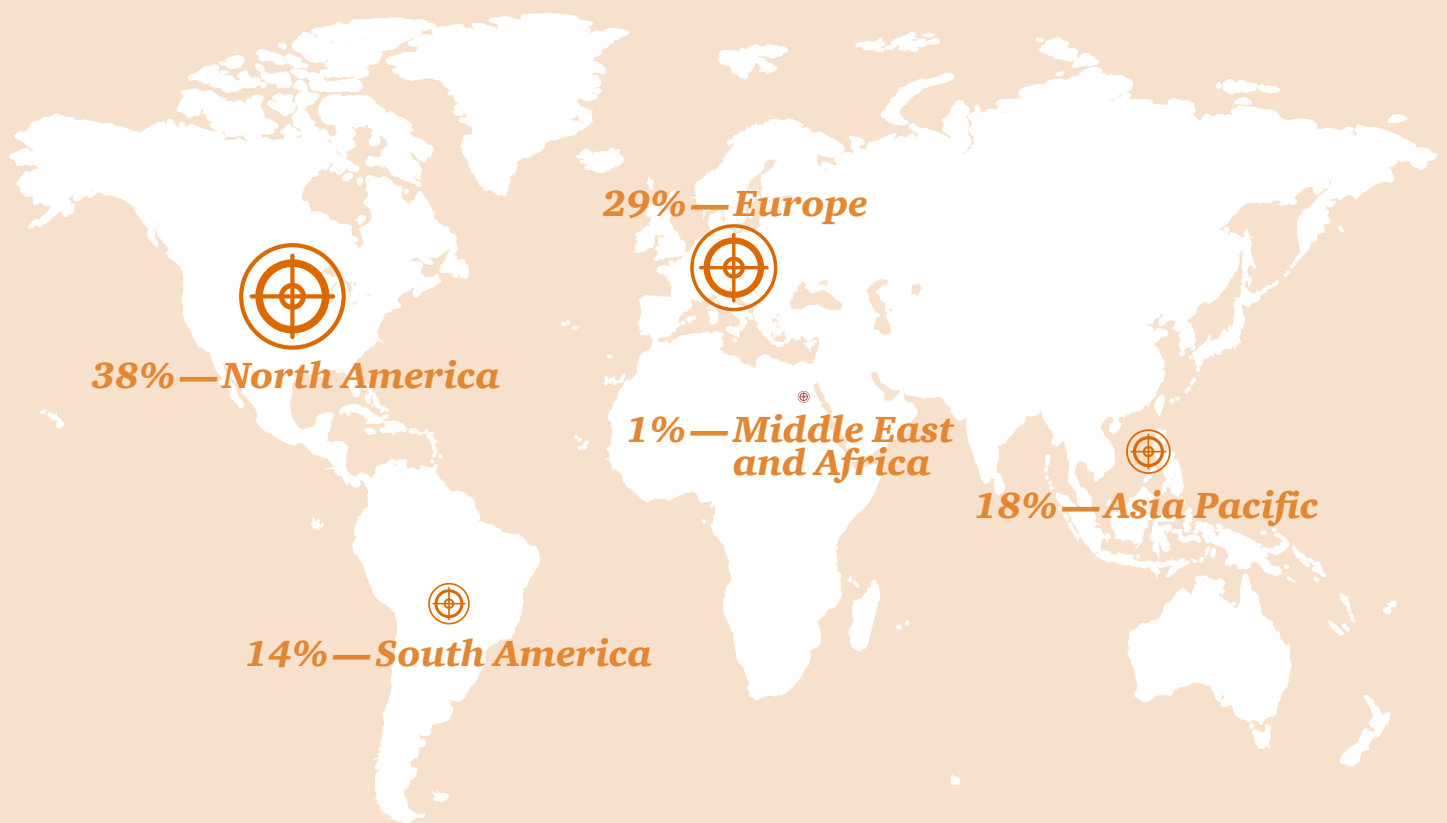 29%—Europe
38%—North America
1%—Middle East
and Africa
18%—Asia Pacific
14%—South America